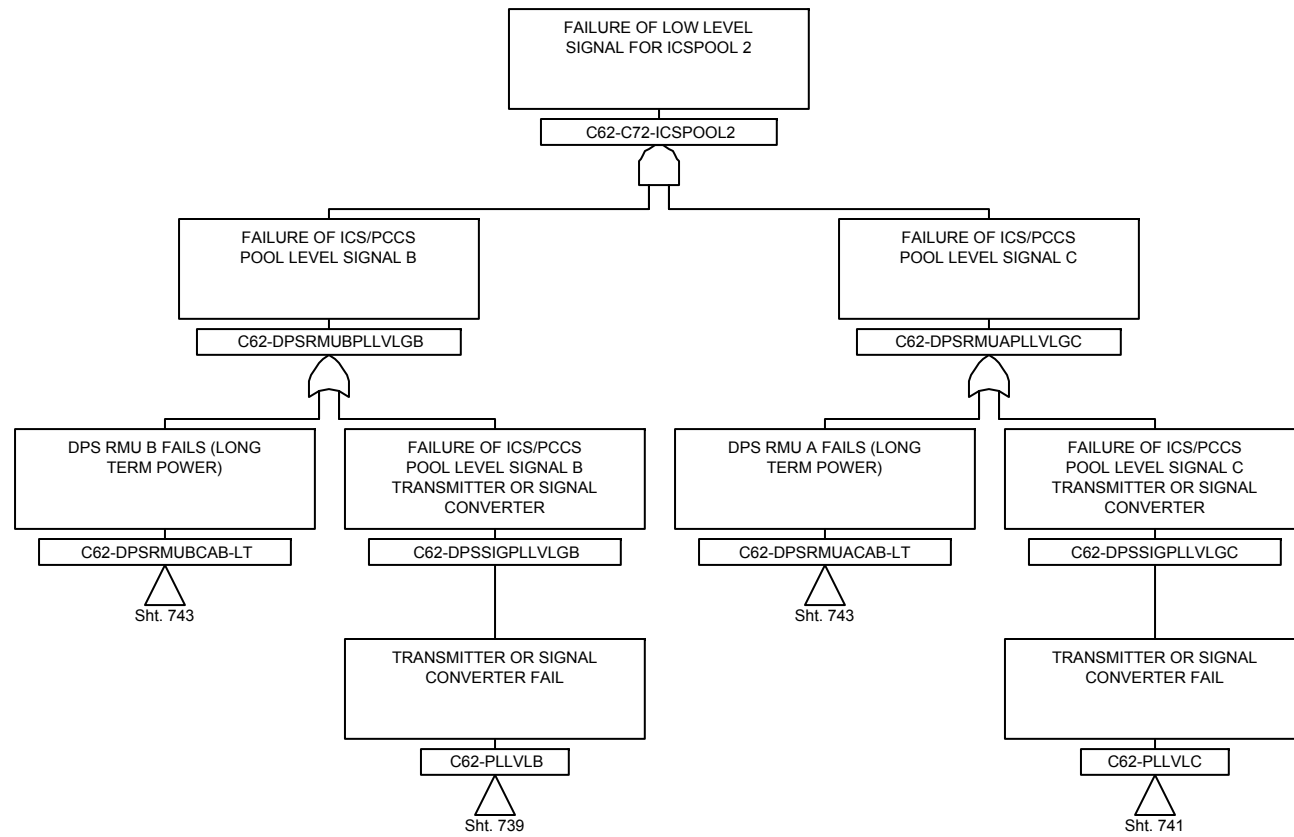 FAILURE OF LOW LEVEL
SIGNAL FOR ICSPOOL 2
C62-C72-ICSPOOL2
FAILURE OF ICS/PCCS
POOL LEVEL SIGNAL B
C62-DPSRMUBPLLVLGB
FAILURE OF ICS/PCCS
POOL LEVEL SIGNAL C
C62-DPSRMUAPLLVLGC
DPS RMU B FAILS (LONG
TERM POWER)
C62-DPSRMUBCAB-LT
Sht. 743
FAILURE OF ICS/PCCS
POOL LEVEL SIGNAL B
TRANSMITTER OR SIGNAL
CONVERTER
C62-DPSSIGPLLVLGB
DPS RMU A FAILS (LONG
TERM POWER)
C62-DPSRMUACAB-LT
Sht. 743
FAILURE OF ICS/PCCS
POOL LEVEL SIGNAL C
TRANSMITTER OR SIGNAL
CONVERTER
C62-DPSSIGPLLVLGC
TRANSMITTER OR SIGNAL
CONVERTER FAIL
C62-PLLVLB
Sht. 739
TRANSMITTER OR SIGNAL
CONVERTER FAIL
C62-PLLVLC
Sht. 741